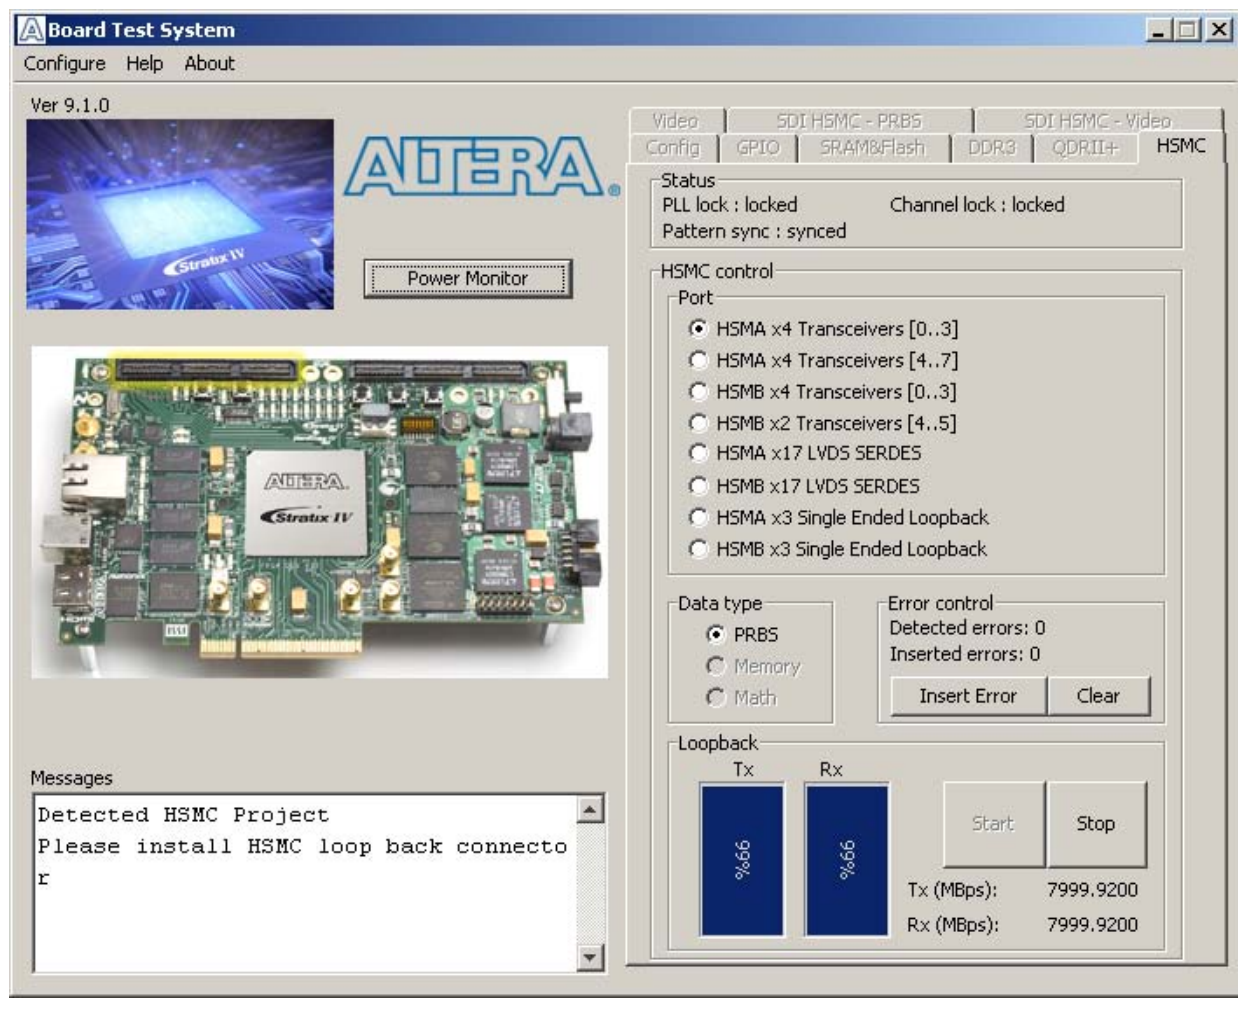 Board Test System
Configure Help About
Ver 9.1.0
ALTERA®
Stratix IV
Power Monitor
ALTERA
Stratix IV
Messages
Detected HSMC Project
Please install HSMC loop back connecto
r
Video SDI HSMC - PRBS SDI HSMC - Video
Config GPIO SRAM&Flash DDR3 QDRII+ HSMC
Status
PLL lock : locked Channel lock : locked
Pattern sync : synced
HSMC control
Port
HSMA x4 Transceivers [0..3]
HSMA x4 Transceivers [4..7]
HSMB x4 Transceivers [0..3]
HSMB x2 Transceivers [4..5]
HSMA x17 LVDS SERDES
HSMB x17 LVDS SERDES
HSMA x3 Single Ended Loopback
HSMB x3 Single Ended Loopback
Data type
PRBS
Memory
Math
Error control
Detected errors: 0
Inserted errors: 0
Insert Error Clear
Loopback
Tx Rx
99% 99%
Start Stop
Tx (MBps): 7999.9200
Rx (MBps): 7999.9200